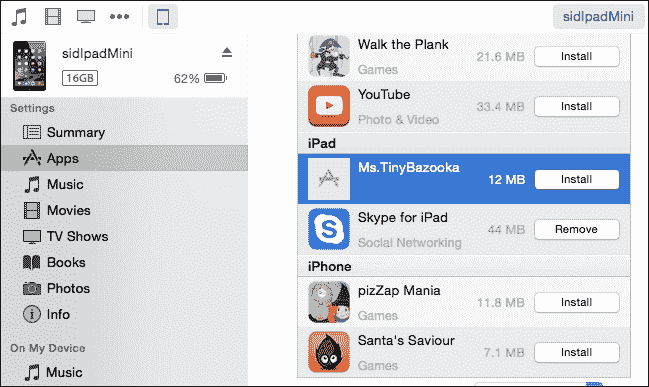 sidIpadMini
sidIpadMini
16GB
62%
Settings
Summary
Apps
Music
Movies
TV Shows
Books
Photos
Info
On My Device
Music
Walk the Plank
Games
21.6 MB
Install
YouTube
Photo & Video
33.4 MB
Install
iPad
Ms.TinyBazooka
12 MB
Install
Skype for iPad
Social Networking
44 MB
Remove
iPhone
pizZap Mania
Games
11.8 MB
Install
Santa's Saviour
Games
7.1 MB
Install